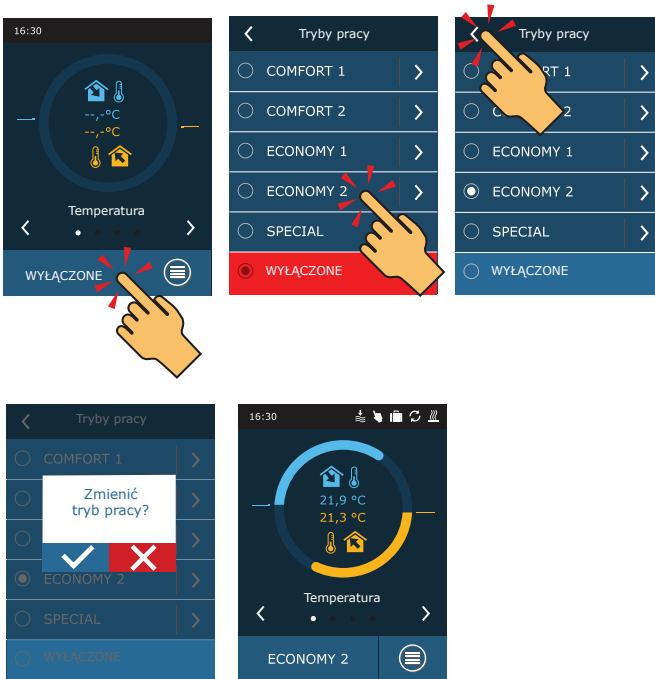 16:30
--,-°C
--,-°C
Temperatura
WYŁĄCZONE
Tryby pracy
COMFORT 1
COMFORT 2
ECONOMY 1
ECONOMY 2
SPECIAL
WYŁĄCZONE
Tryby pracy
RT 1
C 2
ECONOMY 1
ECONOMY 2
SPECIAL
WYŁĄCZONE
Tryby pracy
COMFORT 1
Zmienić
tryb pracy?
ECONOMY 2
SPECIAL
WYŁĄCZONE
16:30
21,9 °C
21,3 °C
Temperatura
ECONOMY 2